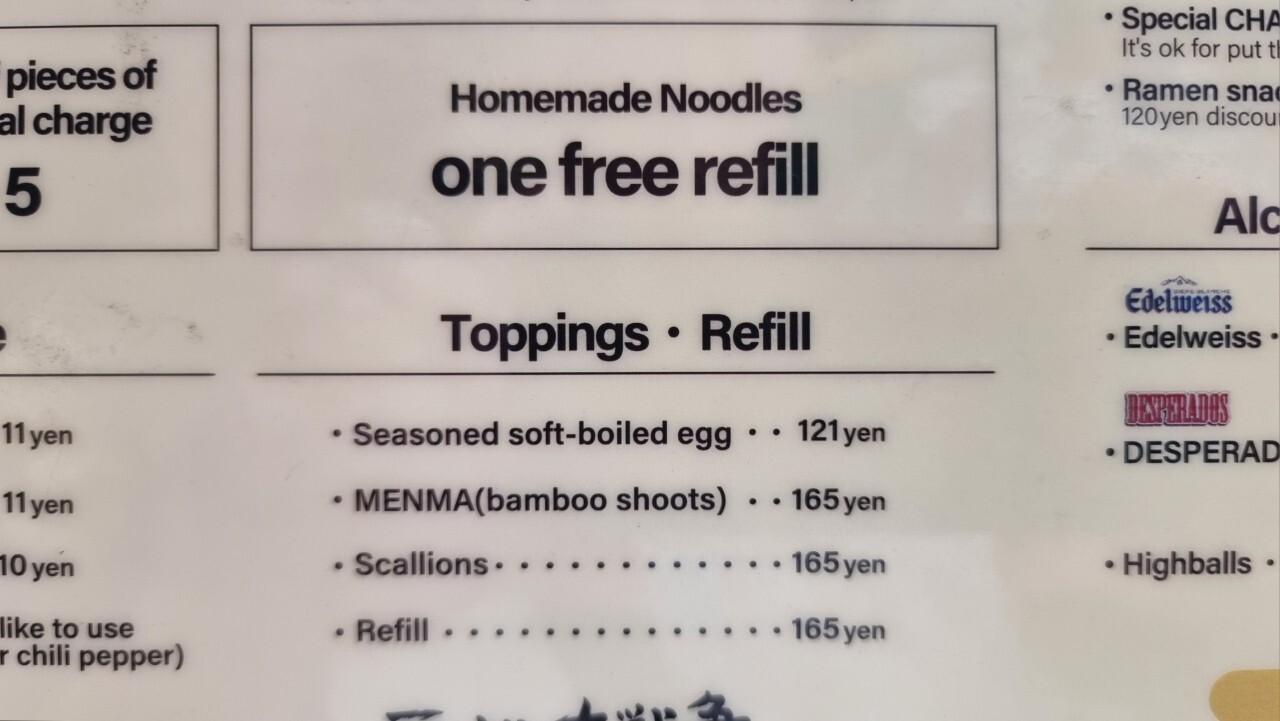 pieces of
al charge
5
Homemade Noodles
one free refill
Toppings・Refill
・Seasoned soft-boiled egg・・121yen
・MENMA(bamboo shoots)・・165yen
・Scallions・・・・・・・・・・・・165yen
・Refill・・・・・・・・・・・・・・165yen
11yen
11yen
10yen
like to use
r chili pepper)
・Special CHA
It's ok for put t
・Ramen snac
120yen discou
Alc
Edelweiss
・Edelweiss・
DESPERADOS
・DESPERAD
・Highballs・